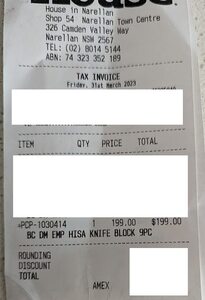 House
House in Narellan
Shop 54 Narellan Town Centre
326 Camden Valley Way
Narellan NSW 2567
TEL: (02) 8014 5144
ABN: 74 323 352 189
TAX INVOICE
Friday, 31st March 2023
ITEM QTY PRICE TOTAL
+PCP-1030414 1 199.00 $199.00
BC DM EMP HISA KNIFE BLOCK 9PC
ROUNDING
DISCOUNT
TOTAL
AMEX